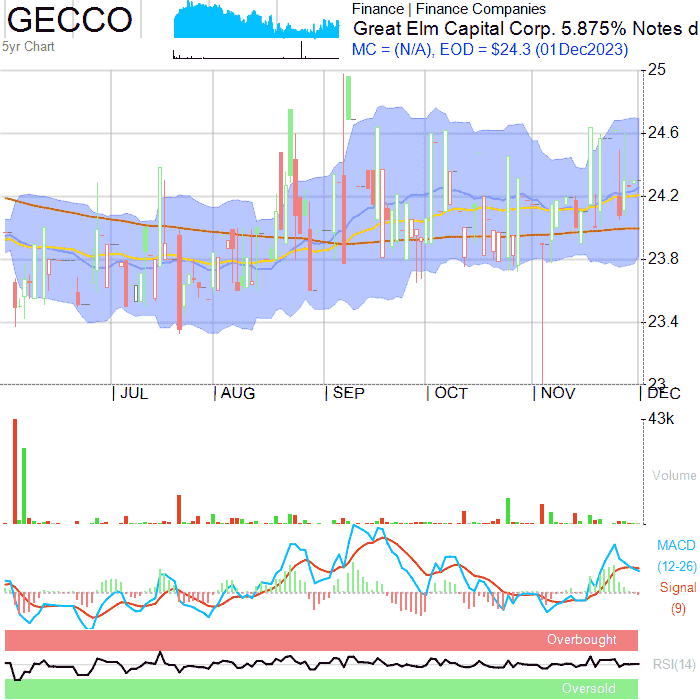 GECCO
5yr Chart
Finance | Finance Companies
Great Elm Capital Corp. 5.875% Notes d
MC = (N/A), EOD = $24.3 (01Dec2023)
25
24.6
24.2
23.8
23.4
23
JUL AUG SEP OCT NOV DEC
43k
Volume
MACD
(12-26)
Signal
(9)
Overbought
RSI(14)
Oversold